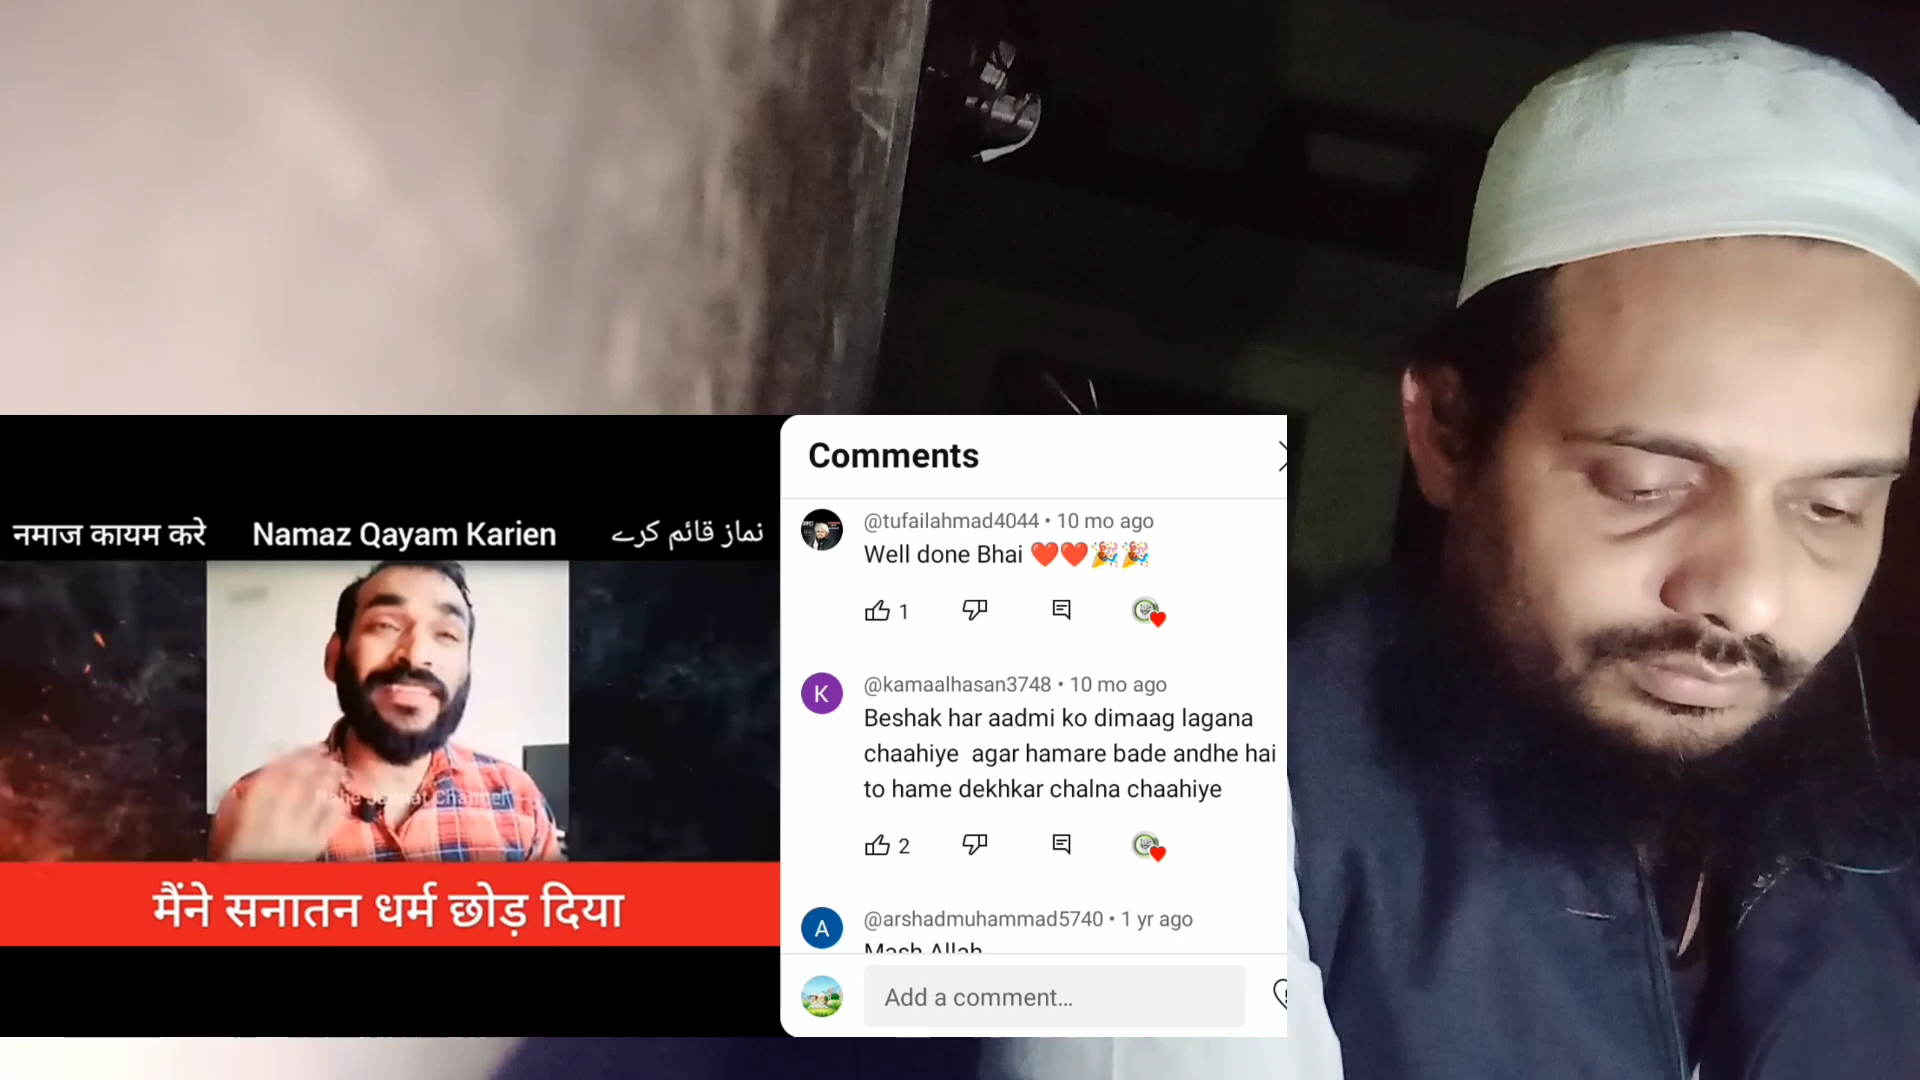 नमाज कायम करे Namaz Qayam Karien نماز قائم کرے
मैंने सनातन धर्म छोड़ दिया
Comments
@tufailahmad4044 • 10 mo ago
Well done Bhai ❤️❤️🎉🎉
1
K
@kamaalhasan3748 • 10 mo ago
Beshak har aadmi ko dimaag lagana
chaahiye agar hamare bade andhe hai
to hame dekhkar chalna chaahiye
2
A
@arshadmuhammad5740 • 1 yr ago
Mash Allah
Add a comment...